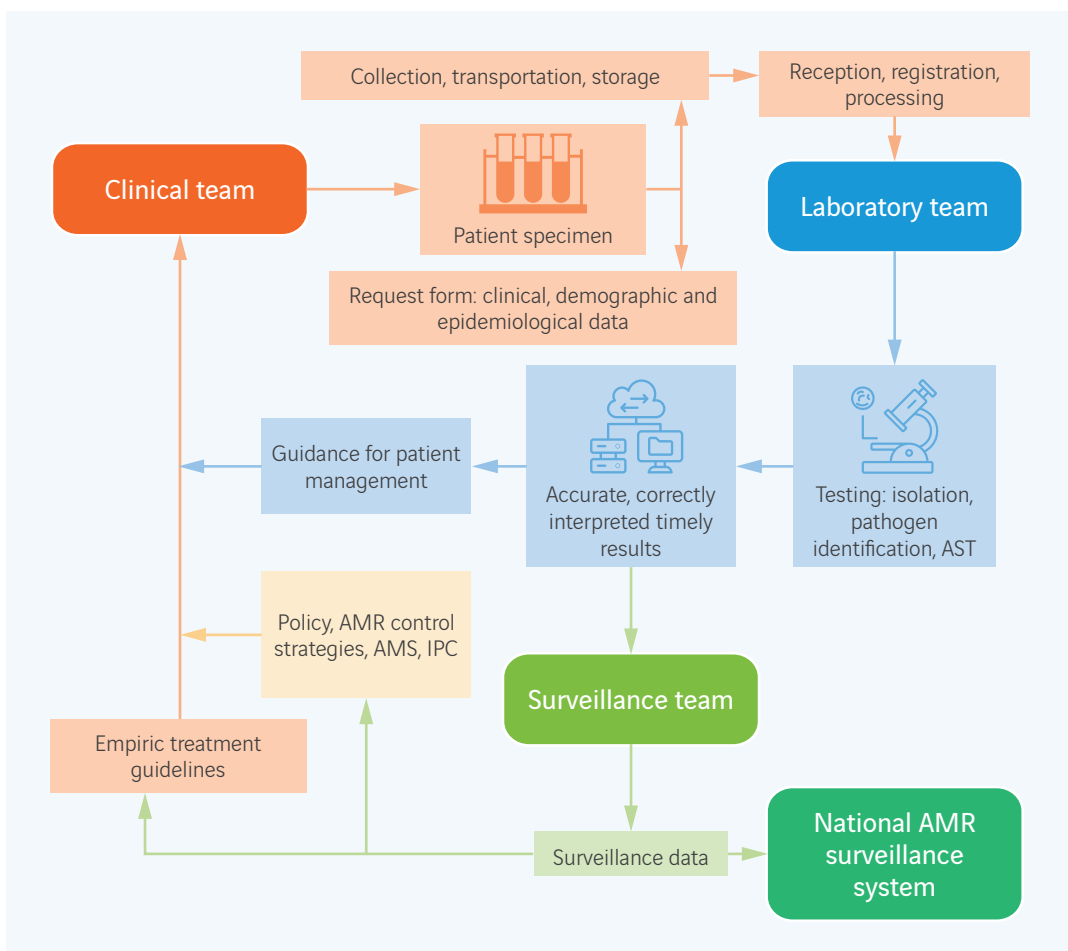 Collection, transportation, storage
Reception, registration,
processing
Clinical team
Patient specimen
Laboratory team
Request form: clinical, demographic and
epidemiological data
Guidance for patient
management
Accurate, correctly
interpreted timely
results
Testing: isolation,
pathogen
identification, AST
Policy, AMR control
strategies, AMS, IPC
Surveillance team
Empiric treatment
guidelines
Surveillance data
National AMR
surveillance
system